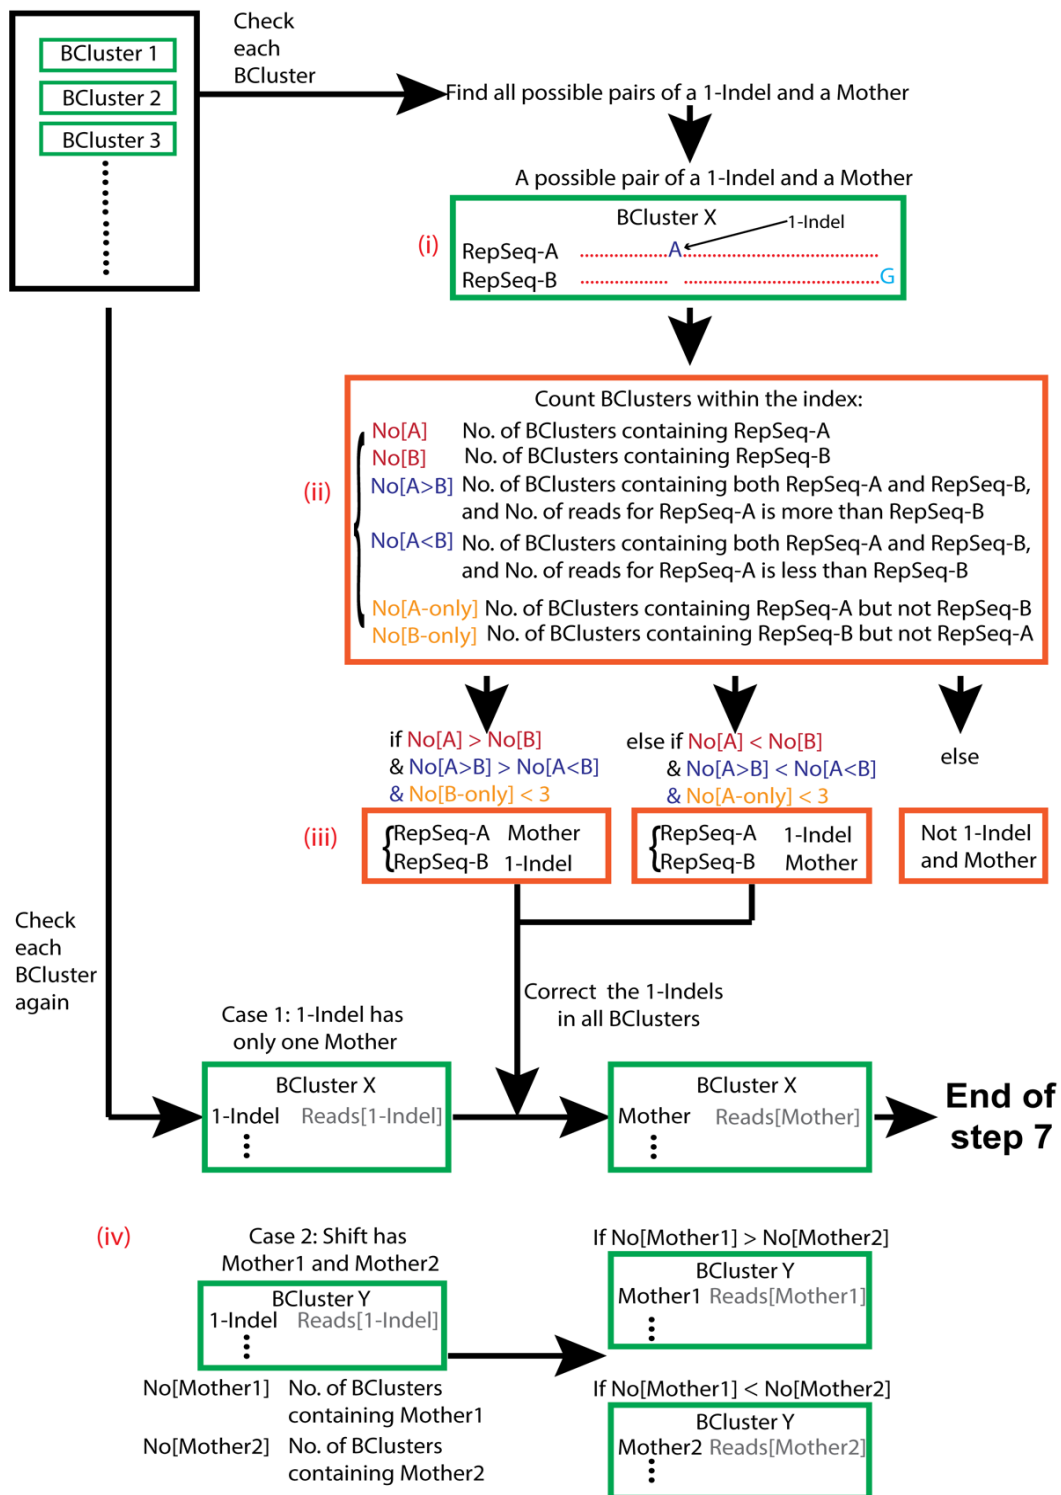 Check
each
BCluster
BCluster 1
BCluster 2
BCluster 3
Find all possible pairs of a 1-Indel and a Mother
A possible pair of a 1-Indel and a Mother
(i)
BCluster X
1-Indel
RepSeq-A A
RepSeq-B G
(ii)
Count BClusters within the index:
No[A] No. of BClusters containing RepSeq-A
No[B] No. of BClusters containing RepSeq-B
No[A>B] No. of BClusters containing both RepSeq-A and RepSeq-B,
and No. of reads for RepSeq-A is more than RepSeq-B
No[A<B] No. of BClusters containing both RepSeq-A and RepSeq-B,
and No. of reads for RepSeq-A is less than RepSeq-B
No[A-only] No. of BClusters containing RepSeq-A but not RepSeq-B
No[B-only] No. of BClusters containing RepSeq-B but not RepSeq-A
if No[A] > No[B]
& No[A>B] > No[A<B]
& No[B-only] < 3
else if No[A] < No[B]
& No[A>B] < No[A<B]
& No[A-only] < 3
else
(iii)
RepSeq-A Mother
RepSeq-B 1-Indel
RepSeq-A 1-Indel
RepSeq-B Mother
Not 1-Indel
and Mother
Check
each
BCluster
again
Correct the 1-Indels
in all BClusters
Case 1: 1-Indel has
only one Mother
BCluster X
1-Indel Reads[1-Indel]
BCluster X
Mother Reads[Mother]
End of
step 7
(iv)
Case 2: Shift has
Mother1 and Mother2
BCluster Y
1-Indel Reads[1-Indel]
No[Mother1] No. of BClusters
containing Mother1
No[Mother2] No. of BClusters
containing Mother2
If No[Mother1] > No[Mother2]
BCluster Y
Mother1 Reads[Mother1]
If No[Mother1] < No[Mother2]
BCluster Y
Mother2 Reads[Mother2]